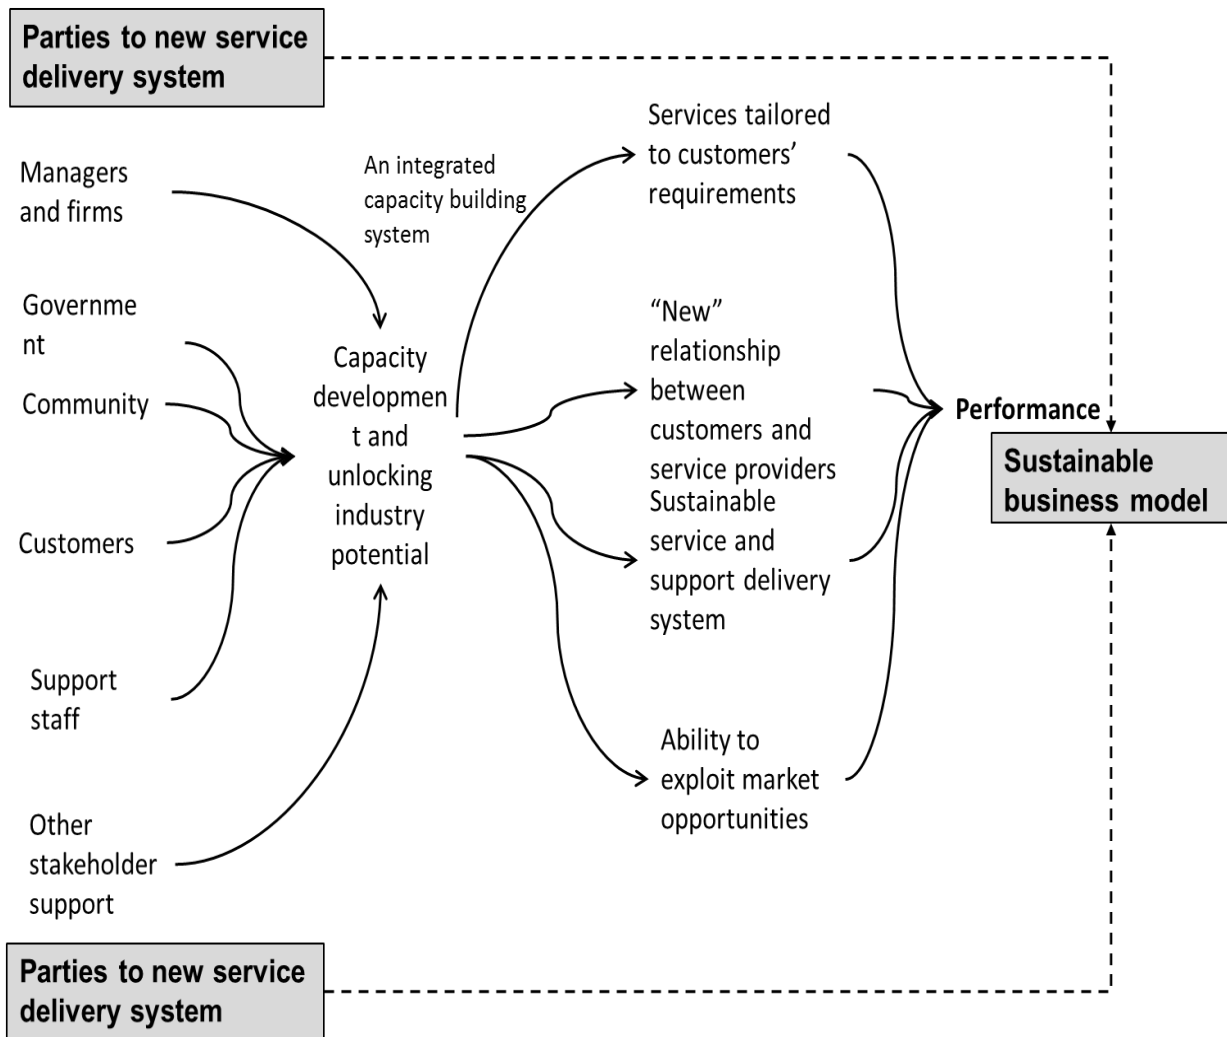 Parties to new service
delivery system
Managers
and firms
Governme
nt
Community
Customers
Support
staff
Other
stakeholder
support
Parties to new service
delivery system
An integrated
capacity building
system
Capacity
developmen
t and
unlocking
industry
potential
Services tailored
to customers’
requirements
“New”
relationship
between
customers and
service providers
Sustainable
service and
support delivery
system
Ability to
exploit market
opportunities
Performance
Sustainable
business model